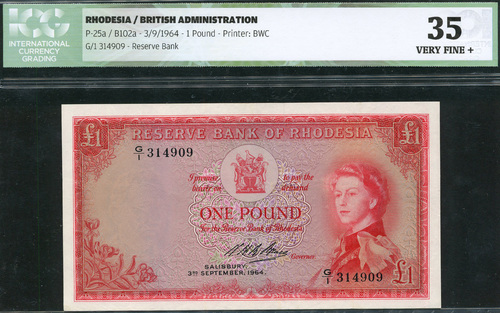 ICG
INTERNATIONAL
CURRENCY
GRADING
RHODESIA / BRITISH ADMINISTRATION
P-25a / B102a - 3/9/1964 - 1 Pound - Printer: BWC
G/1 314909 - Reserve Bank
35
VERY FINE +
£1
£1
RESERVE BANK OF RHODESIA
G/1 314909
I promise to pay the
bearer on demand
ONE POUND
for the Reserve Bank of Rhodesia
Governor
SALISBURY,
3RD SEPTEMBER, 1964.
G/1 314909
£1